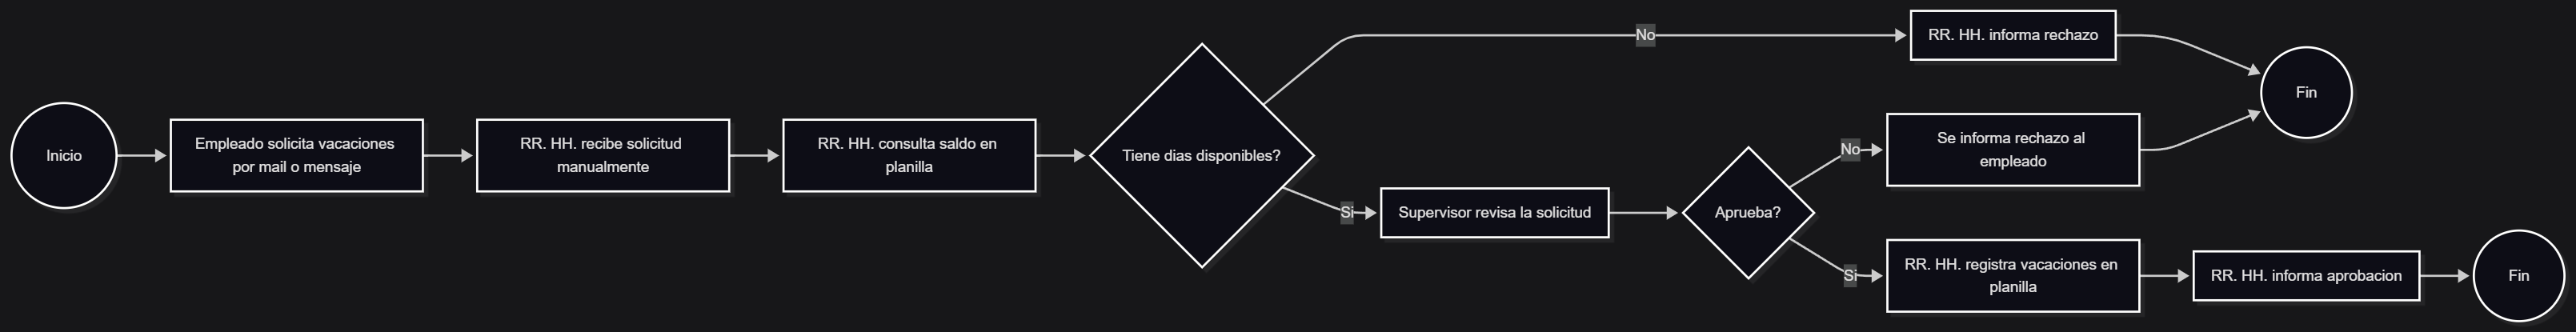 Inicio
Empleado solicita vacaciones
por mail o mensaje
RR. HH. recibe solicitud
manualmente
RR. HH. consulta saldo en
planilla
Tiene dias disponibles?
No
RR. HH. informa rechazo
Si
Supervisor revisa la solicitud
Aprueba?
No
Se informa rechazo al
empleado
Fin
Si
RR. HH. registra vacaciones en
planilla
RR. HH. informa aprobacion
Fin